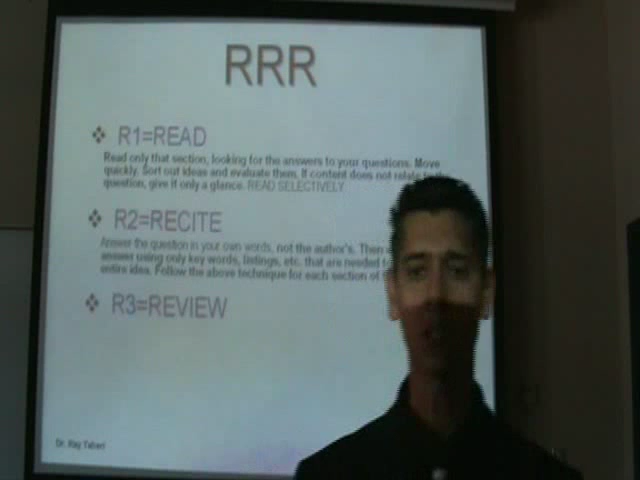 RRR
❖ R1=READ
Read only that section, looking for the answers to your questions. Move
quickly. Sort out ideas and evaluate them. If content does not relate to the
question, give it only a glance. READ SELECTIVELY
❖ R2=RECITE
Answer the question in your own words, not the author's. Then
answer using only key words, listings, etc. that are needed
entire idea. Follow the above technique for each section of
❖ R3=REVIEW
Dr. Ray